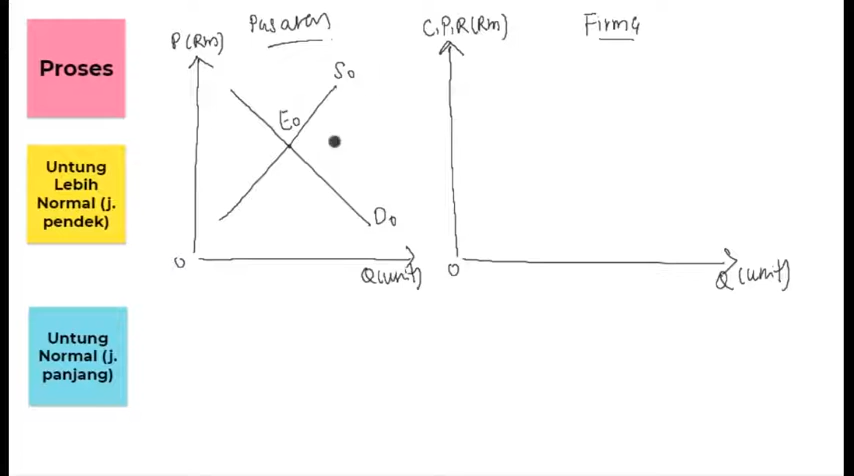 Proses
Untung
Lebih
Normal (j.
pendek)
Untung
Normal (j.
panjang)
Pasaran
P(Rm)
S0
E0
D0
0
Q(unit)
Firma
C,P,R(Rm)
0
Q(unit)